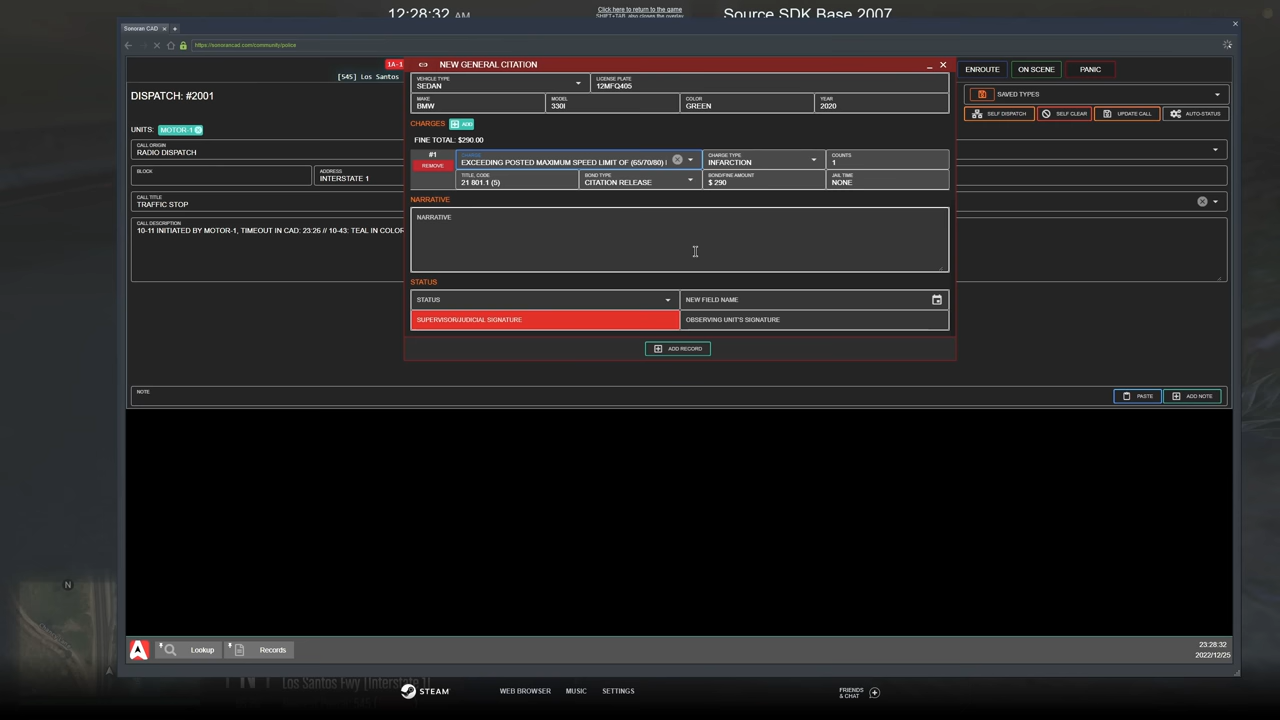 12:28:32 AM
Click here to return to the game
SHIFT+TAB also closes the overlay
Source SDK Base 2007
Sonoran CAD
https://sonorancad.com/community/police
1A-1
NEW GENERAL CITATION
ENROUTE
ON SCENE
PANIC
[S45] Los Santos
DISPATCH: #2001
VEHICLE TYPE
SEDAN
LICENSE PLATE
12MFQ405
SAVED TYPES
MAKE
BMW
MODEL
330I
COLOR
GREEN
YEAR
2020
SELF DISPATCH
SELF CLEAR
UPDATE CALL
AUTO-STATUS
UNITS: MOTOR-1
CHARGES
ADD
FINE TOTAL: $290.00
CALL ORIGIN
RADIO DISPATCH
#1
REMOVE
CHARGE
EXCEEDING POSTED MAXIMUM SPEED LIMIT OF (65/70/80)
CHARGE TYPE
INFARCTION
COUNTS
1
BLOCK
ADDRESS
INTERSTATE 1
TITLE, CODE
21 801.1 (5)
BOND TYPE
CITATION RELEASE
BOND/FINE AMOUNT
$ 290
JAIL TIME
NONE
CALL TITLE
TRAFFIC STOP
NARRATIVE
NARRATIVE
CALL DESCRIPTION
10-11 INITIATED BY MOTOR-1, TIMEOUT IN CAD: 23:26 // 10-43: TEAL IN COLOR
STATUS
STATUS
NEW FIELD NAME
SUPERVISOR/JUDICIAL SIGNATURE
OBSERVING UNIT'S SIGNATURE
ADD RECORD
NOTE
PASTE
ADD NOTE
N
Lookup
Records
23:28:32
2022/12/25
Los Santos Fwy [Interstate 1]
STEAM
WEB BROWSER
MUSIC
SETTINGS
FRIENDS
& CHAT